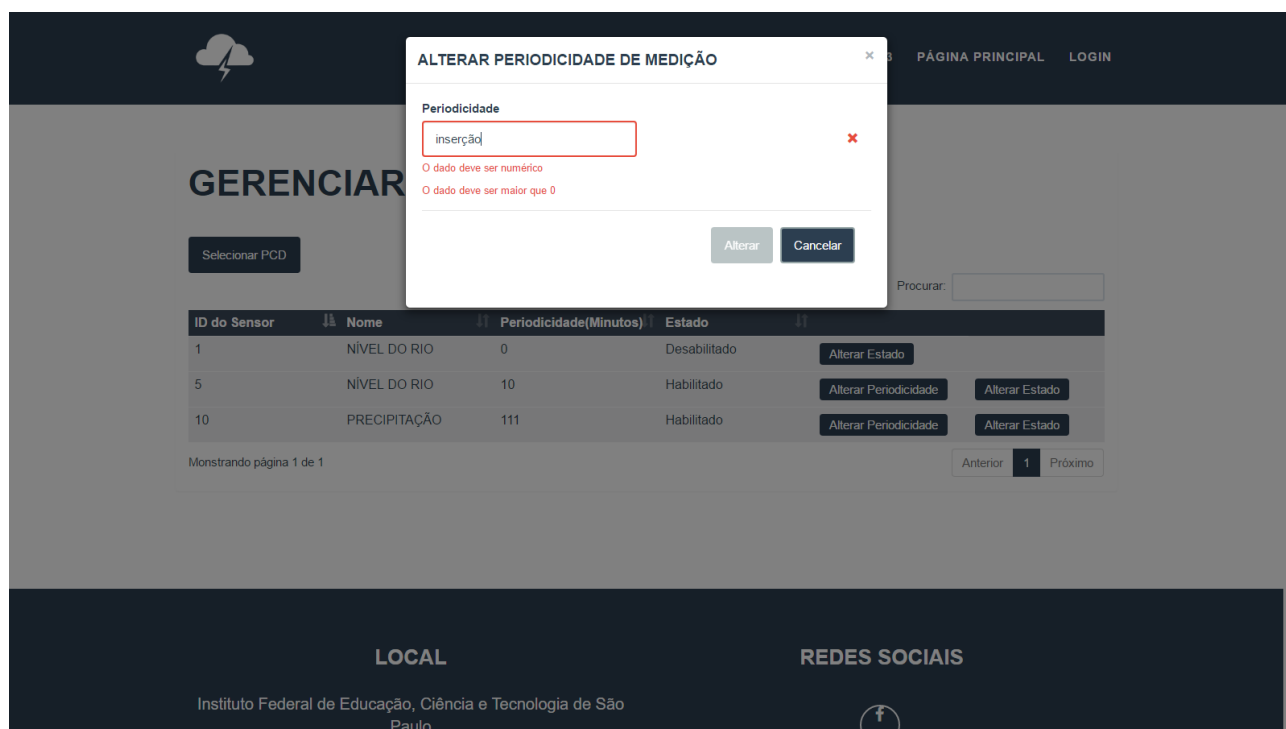 PÁGINA PRINCIPAL LOGIN
ALTERAR PERIODICIDADE DE MEDIÇÃO ×
Periodicidade
inserção
O dado deve ser numérico
O dado deve ser maior que 0
Alterar Cancelar
GERENCIAR
Selecionar PCD
Procurar:
ID do Sensor Nome Periodicidade(Minutos) Estado
1 NÍVEL DO RIO 0 Desabilitado Alterar Estado
5 NÍVEL DO RIO 10 Habilitado Alterar Periodicidade Alterar Estado
10 PRECIPITAÇÃO 111 Habilitado Alterar Periodicidade Alterar Estado
Monstrando página 1 de 1
Anterior 1 Próximo
LOCAL
Instituto Federal de Educação, Ciência e Tecnologia de São
Paulo
REDES SOCIAIS